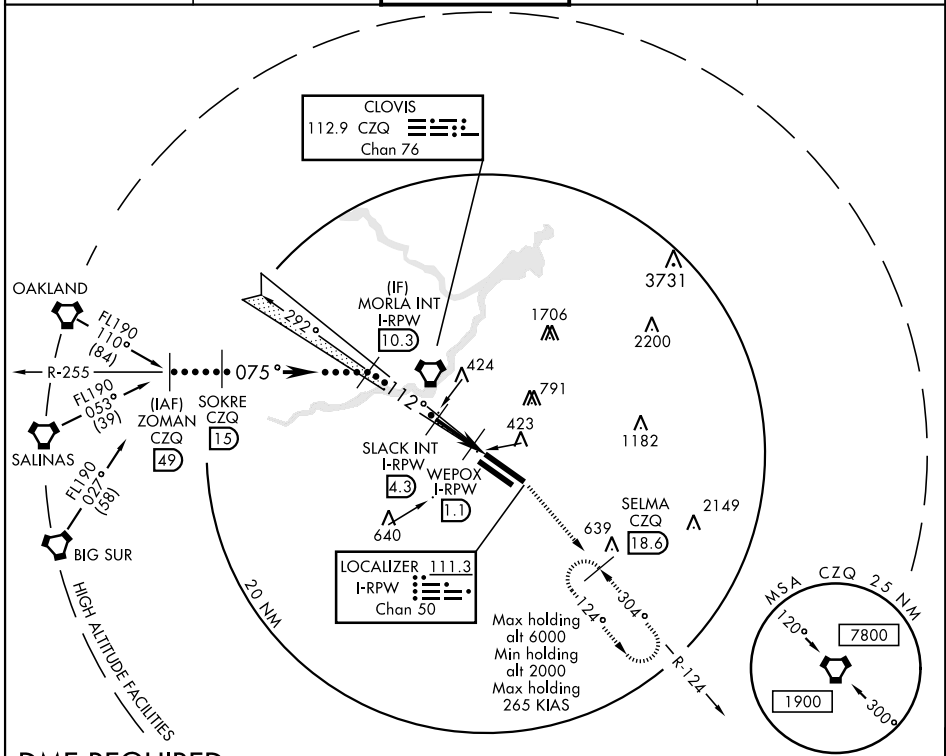 CLOVIS
112.9 CZQ
Chan 76
OAKLAND
FL190
110°
(84)
R-255
FL190
053°
(39)
SALINAS
FL190
027°
(58)
BIG SUR
HIGH ALTITUDE FACILITIES
(IAF)
ZOMAN
CZQ
49
SOKRE
CZQ
15
075°
292°
(IF)
MORLA INT
I-RPW
10.3
112°
424
1706
791
423
3731
2200
1182
2149
639
640
SLACK INT
I-RPW
4.3
WEPOX
I-RPW
1.1
SELMA
CZQ
18.6
LOCALIZER 111.3
I-RPW
Chan 50
20 NM
124°
304°
R-124
Max holding
alt 6000
Min holding
alt 2000
Max holding
265 KIAS
MSA CZQ 25 NM
120°
7800
1900
300°
DME REQUIRED